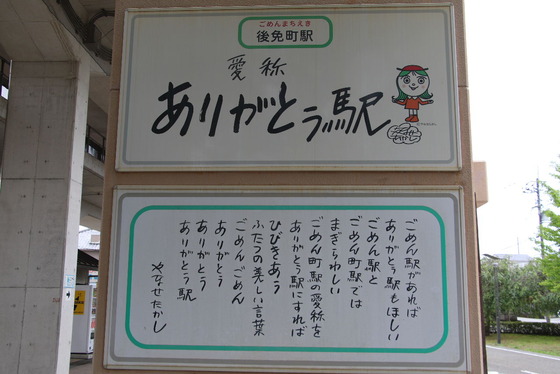 ごめんまちえき
後免町駅
愛称
ありがとう駅
ごめん駅があれば
ありがとう駅もほしい
ごめん駅と
ごめん町駅では
まぎらわしい
ごめん町駅の愛称を
ありがとう駅にすれば
ひびきあう
ふたつの美しい言葉
ごめん ごめん
ありがとう
ありがとう
ありがとう駅
やなせたかし